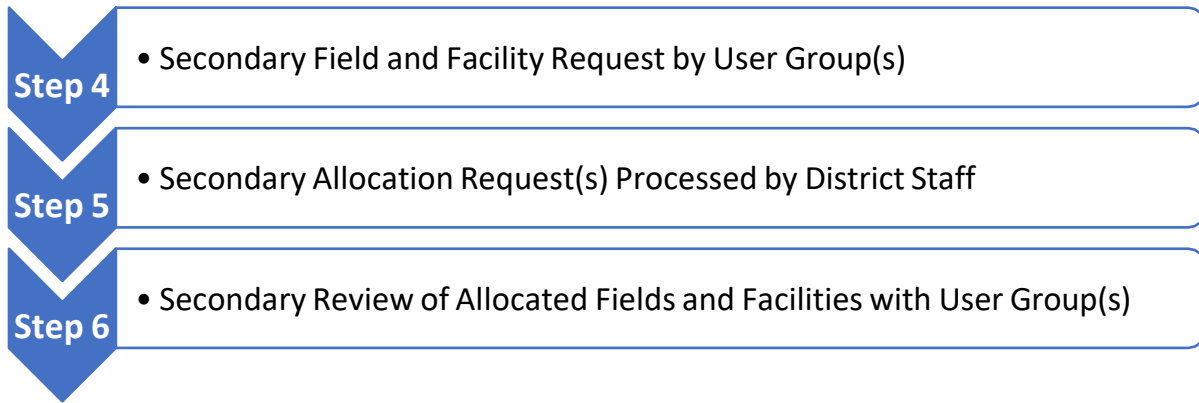 Step 4
• Secondary Field and Facility Request by User Group(s)
Step 5
• Secondary Allocation Request(s) Processed by District Staff
Step 6
• Secondary Review of Allocated Fields and Facilities with User Group(s)